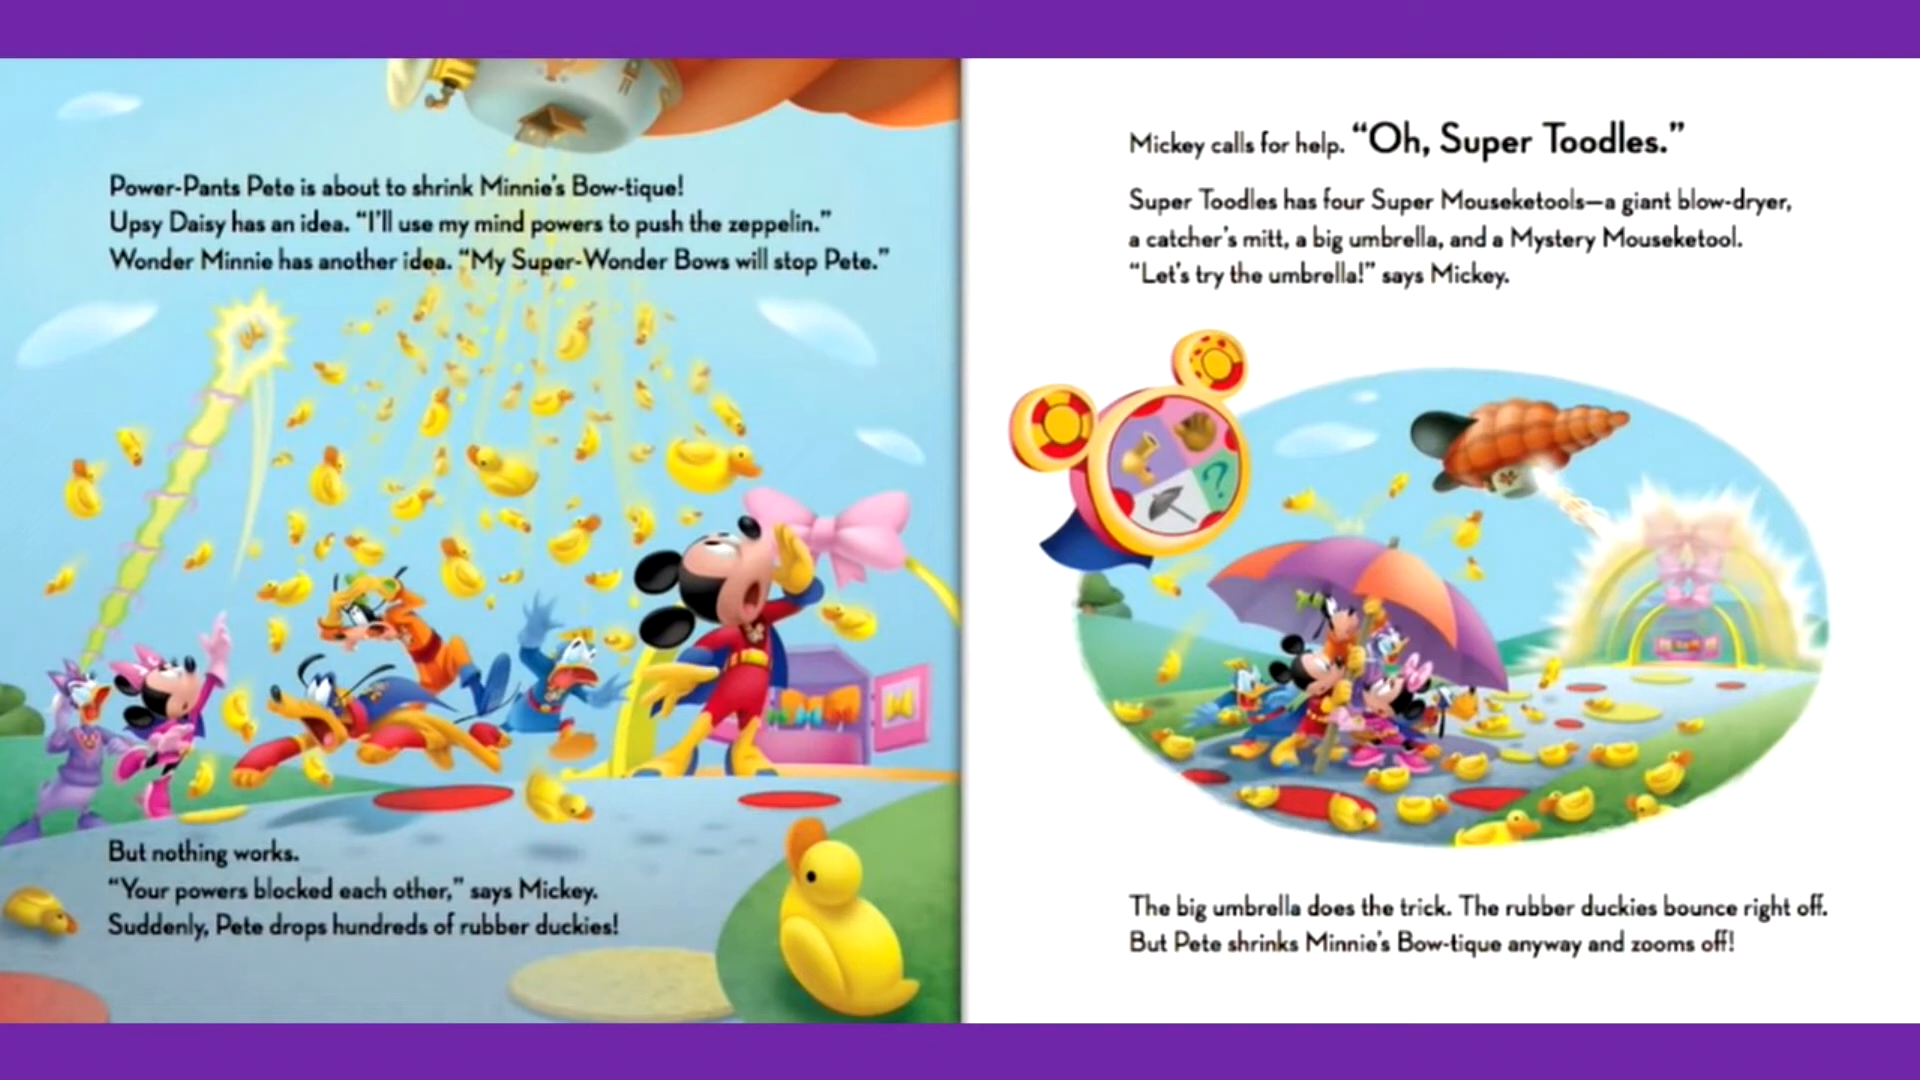 Power-Pants Pete is about to shrink Minnie's Bow-tique!
Upsy Daisy has an idea. “I'll use my mind powers to push the zeppelin.”
Wonder Minnie has another idea. “My Super-Wonder Bows will stop Pete.”
But nothing works.
“Your powers blocked each other,” says Mickey.
Suddenly, Pete drops hundreds of rubber duckies!
Mickey calls for help. “Oh, Super Toodles.”
Super Toodles has four Super Mouseketools—a giant blow-dryer,
a catcher's mitt, a big umbrella, and a Mystery Mouseketool.
“Let's try the umbrella!” says Mickey.
?
The big umbrella does the trick. The rubber duckies bounce right off.
But Pete shrinks Minnie's Bow-tique anyway and zooms off!